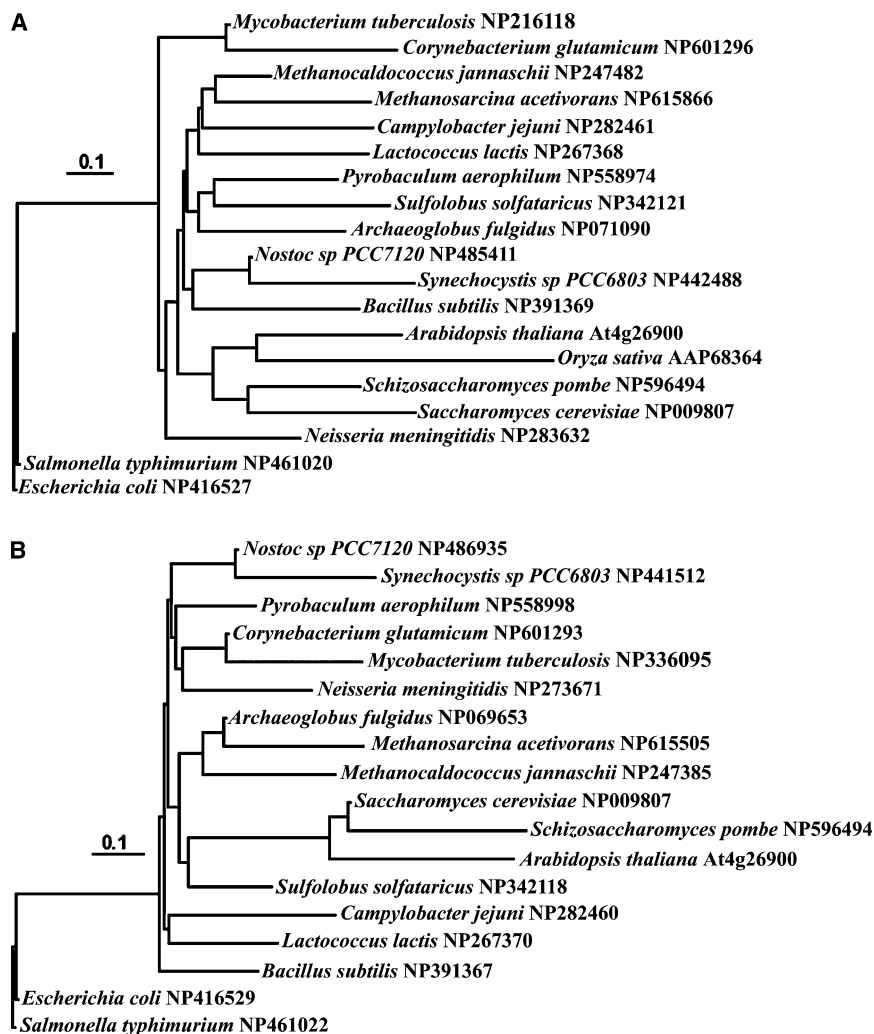 A
Mycobacterium tuberculosis NP216118
Corynebacterium glutamicum NP601296
Methanocaldococcus jannaschii NP247482
Methanosarcina acetivorans NP615866
Campylobacter jejuni NP282461
0.1
Lactococcus lactis NP267368
Pyrobaculum aerophilum NP558974
Sulfolobus solfataricus NP342121
Archaeoglobus fulgidus NP071090
Nostoc sp PCC7120 NP485411
Synechocystis sp PCC6803 NP442488
Bacillus subtilis NP391369
Arabidopsis thaliana At4g26900
Oryza sativa AAP68364
Schizosaccharomyces pombe NP596494
Saccharomyces cerevisiae NP009807
Neisseria meningitidis NP283632
Salmonella typhimurium NP461020
Escherichia coli NP416527
B
Nostoc sp PCC7120 NP486935
Synechocystis sp PCC6803 NP441512
Pyrobaculum aerophilum NP558998
Corynebacterium glutamicum NP601293
Mycobacterium tuberculosis NP336095
Neisseria meningitidis NP273671
Archaeoglobus fulgidus NP069653
Methanosarcina acetivorans NP615505
Methanocaldococcus jannaschii NP247385
Saccharomyces cerevisiae NP009807
Schizosaccharomyces pombe NP596494
0.1
Arabidopsis thaliana At4g26900
Sulfolobus solfataricus NP342118
Campylobacter jejuni NP282460
Lactococcus lactis NP267370
Bacillus subtilis NP391367
Escherichia coli NP416529
Salmonella typhimurium NP461022